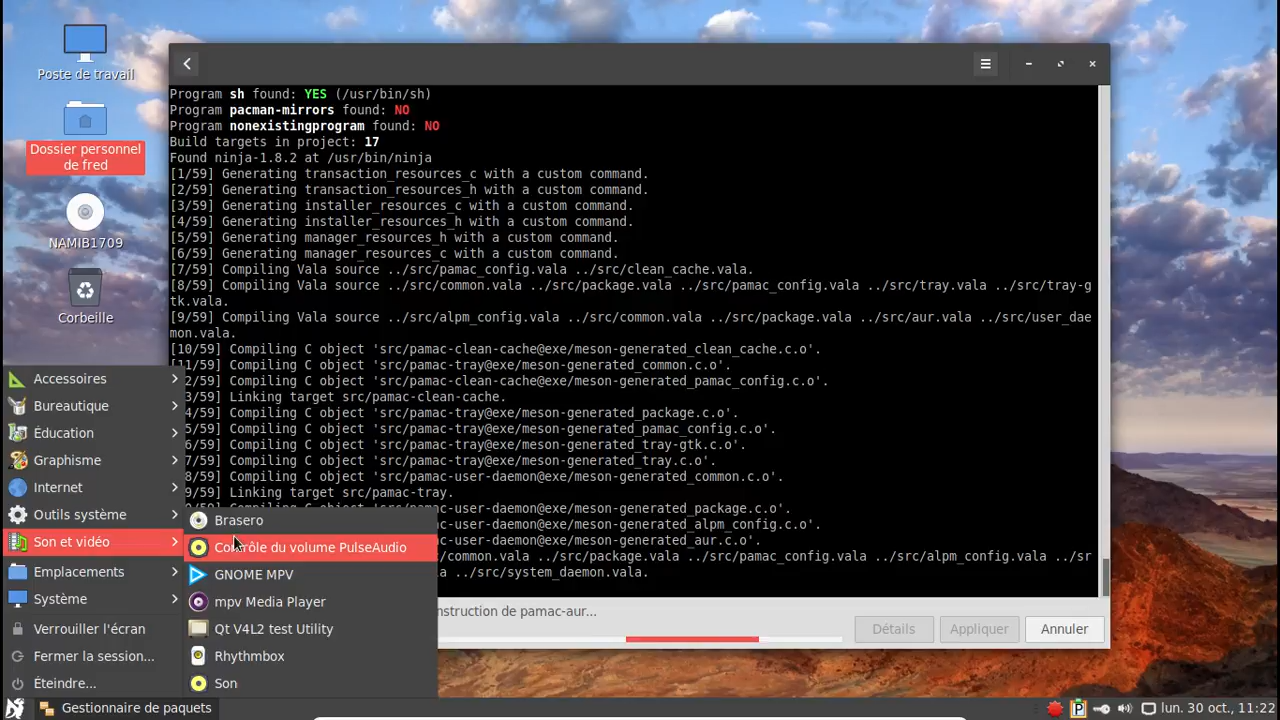 Poste de travail
Dossier personnel
de fred
NAMIB1709
Corbeille
Program sh found: YES (/usr/bin/sh)
Program pacman-mirrors found: NO
Program nonexistingprogram found: NO
Build targets in project: 17
Found ninja-1.8.2 at /usr/bin/ninja
[1/59] Generating transaction_resources_c with a custom command.
[2/59] Generating transaction_resources_h with a custom command.
[3/59] Generating installer_resources_c with a custom command.
[4/59] Generating installer_resources_h with a custom command.
[5/59] Generating manager_resources_h with a custom command.
[6/59] Generating manager_resources_c with a custom command.
[7/59] Compiling Vala source ../src/pamac_config.vala ../src/clean_cache.vala.
[8/59] Compiling Vala source ../src/common.vala ../src/package.vala ../src/pamac_config.vala ../src/tray.vala ../src/tray-g
tk.vala.
[9/59] Compiling Vala source ../src/alpm_config.vala ../src/common.vala ../src/package.vala ../src/aur.vala ../src/user_dae
mon.vala.
[10/59] Compiling C object 'src/pamac-clean-cache@exe/meson-generated_clean_cache.c.o'.
[11/59] Compiling C object 'src/pamac-tray@exe/meson-generated_common.c.o'.
2/59] Compiling C object 'src/pamac-clean-cache@exe/meson-generated_pamac_config.c.o'.
3/59] Linking target src/pamac-clean-cache.
4/59] Compiling C object 'src/pamac-tray@exe/meson-generated_package.c.o'.
5/59] Compiling C object 'src/pamac-tray@exe/meson-generated_pamac_config.c.o'.
6/59] Compiling C object 'src/pamac-tray@exe/meson-generated_tray-gtk.c.o'.
7/59] Compiling C object 'src/pamac-tray@exe/meson-generated_tray.c.o'.
8/59] Compiling C object 'src/pamac-user-daemon@exe/meson-generated_common.c.o'.
9/59] Linking target src/pamac-tray.
ac-user-daemon@exe/meson-generated_package.c.o'.
ac-user-daemon@exe/meson-generated_alpm_config.c.o'.
ac-user-daemon@exe/meson-generated_aur.c.o'.
/common.vala ../src/package.vala ../src/pamac_config.vala ../src/alpm_config.vala ../sr
../src/system_daemon.vala.
nstruction de pamac-aur...
Détails
Appliquer
Annuler
Accessoires
Bureautique
Éducation
Graphisme
Internet
Outils système
Son et vidéo
Emplacements
Système
Verrouiller l'écran
Fermer la session...
Éteindre...
Brasero
Contrôle du volume PulseAudio
GNOME MPV
mpv Media Player
Qt V4L2 test Utility
Rhythmbox
Son
Gestionnaire de paquets
lun. 30 oct., 11:22